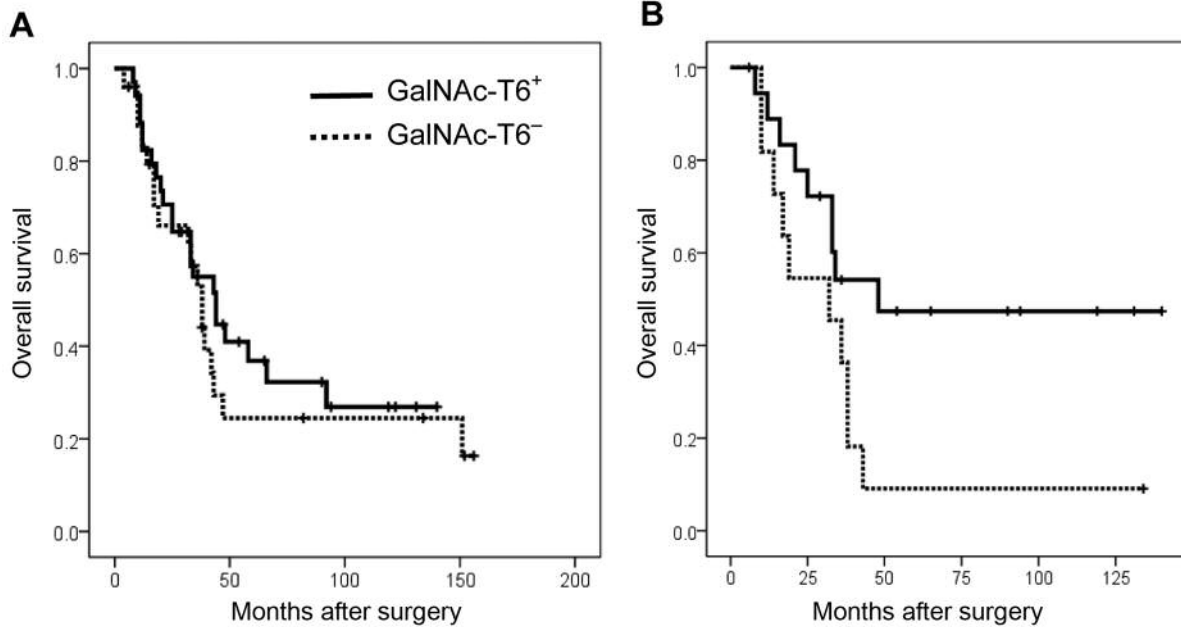 A
Overall survival
1.0
0.8
0.6
0.4
0.2
0.0
GalNAc-T6⁺
GalNAc-T6⁻
0 50 100 150 200
Months after surgery
B
Overall survival
1.0
0.8
0.6
0.4
0.2
0.0
0 25 50 75 100 125
Months after surgery